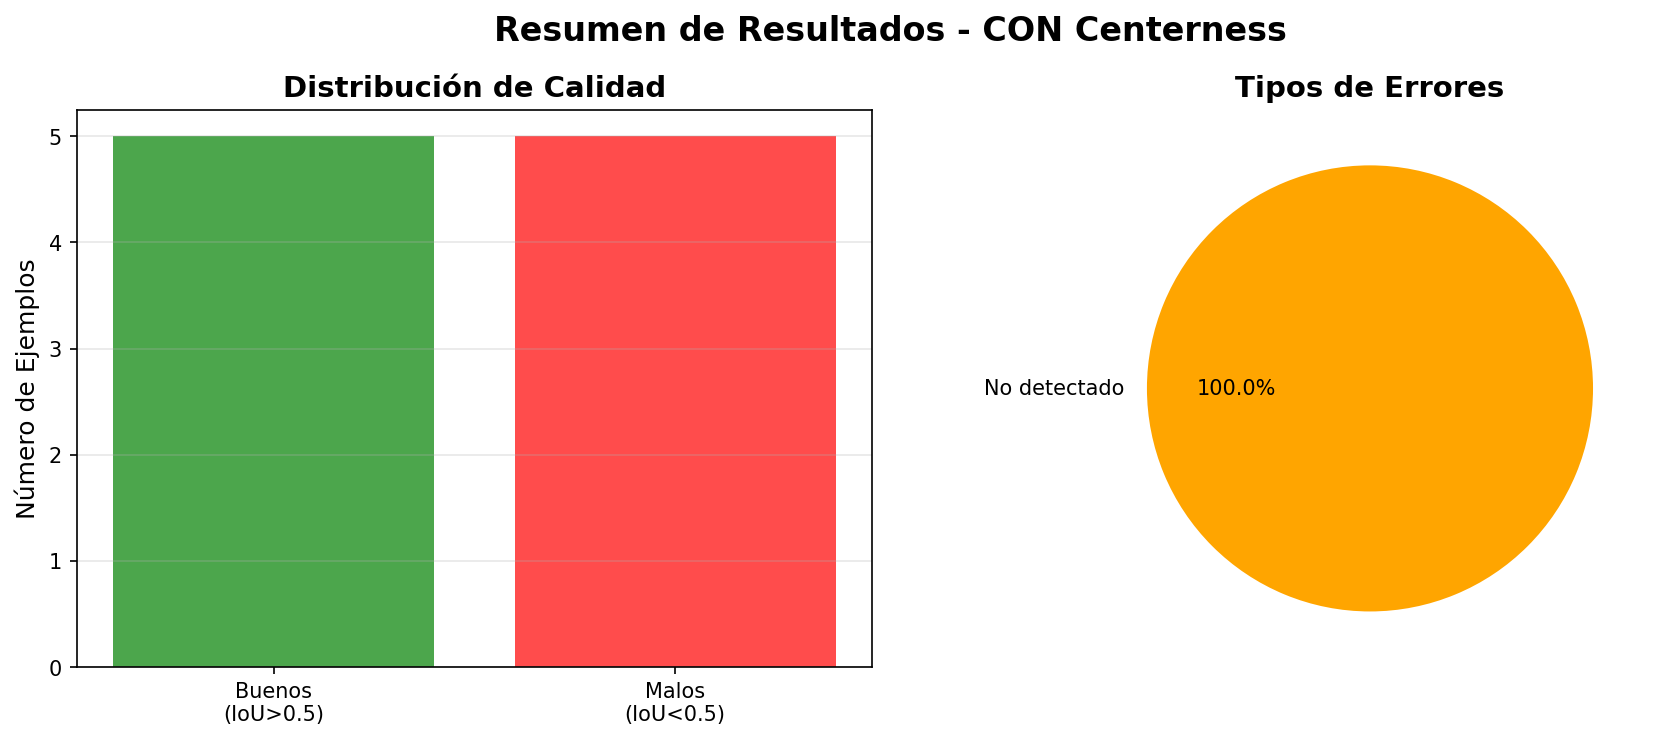 Resumen de Resultados - CON Centerness
Distribución de Calidad
Número de Ejemplos
5
4
3
2
1
0
Buenos
(IoU>0.5)
Malos
(IoU<0.5)
Tipos de Errores
No detectado
100.0%